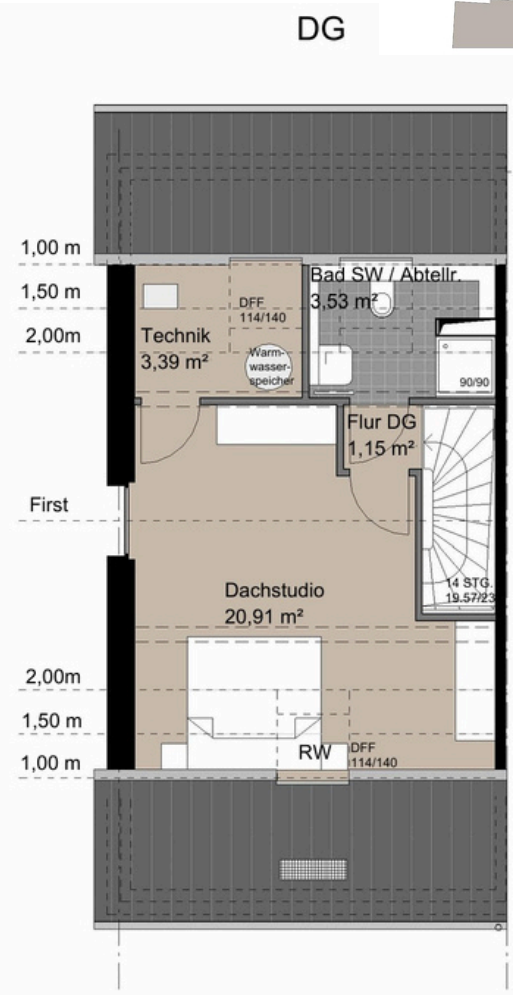 DG
1,00 m
1,50 m
2,00m
Bad SW / Abtellr.
3,53 m²
DFF
114/140
Technik
3,39 m²
Warm-
wasser-
speicher
90/90
Flur DG
1,15 m²
First
14 STG.
19.57/23
Dachstudio
20,91 m²
2,00m
1,50 m
1,00 m
RW
DFF
114/140